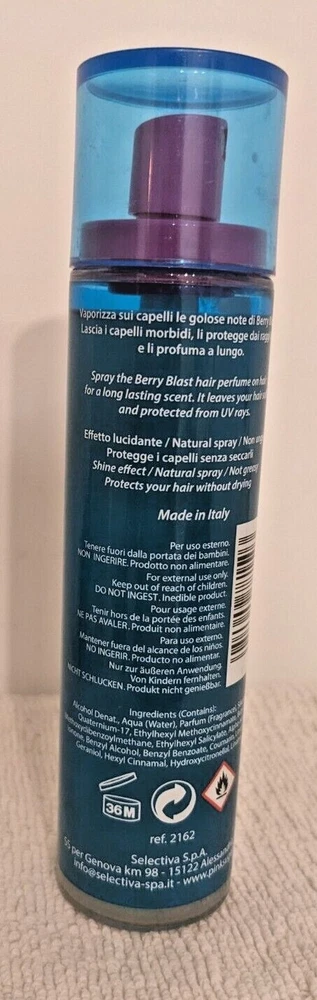 Vaporizza sui capelli le golose note di Berry
Lascia i capelli morbidi, li protegge dai
e li profuma a lungo.
Spray the Berry Blast hair perfume on
for a long lasting scent. It leaves your hair
and protected from UV rays.
Effetto lucidante / Natural spray / Non
Protegge i capelli senza seccarli
Shine effect / Natural spray / Not greasy
Protects your hair without drying
Made in Italy
Per uso esterno.
Tenere fuori dalla portata dei bambini.
NON INGERIRE. Prodotto non alimentare.
For external use only.
Keep out of reach of children.
DO NOT INGEST. Inedible product.
Pour usage externe.
Tenir hors de la portée des enfants.
NE PAS AVALER. Produit non alimentaire.
Para uso externo.
Mantener fuera del alcance de los niños.
NO INGERIR. Producto no alimentar.
Nur zur äußeren Anwendung.
Von Kindern fernhalten.
NICHT SCHLUCKEN. Produkt nicht genießbar.
Ingredients (Contains):
Alcohol Denat., Aqua (Water), Parfum (Fragrance),
Quaternium-17, Ethylhexyl Methoxycinnamate,
Ethylhexyl Salicylate,
Benzyl Alcohol, Benzyl Benzoate,
Geraniol, Hexyl Cinnamal, Hydroxycitronellal,
36M
ref. 2162
Selectiva S.p.A.
SS per Genova km 98 - 15122
info@selectiva-spa.it - www.